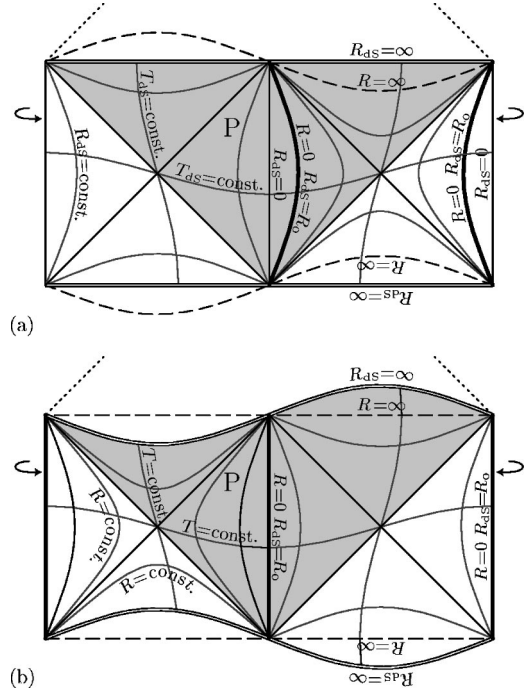 R_dS=∞
R=∞
T_dS=const.
P
R_dS=const.
T_dS=const.
R_dS=0
R=0 R_dS=R_o
R=0 R_dS=R_o
R_dS=0
R=∞
R_dS=∞
(a)
R_dS=∞
R=∞
P
T=const.
R=const.
T=const.
R=const.
R=0 R_dS=R_o
R=0 R_dS=R_o
R=∞
R_dS=∞
(b)